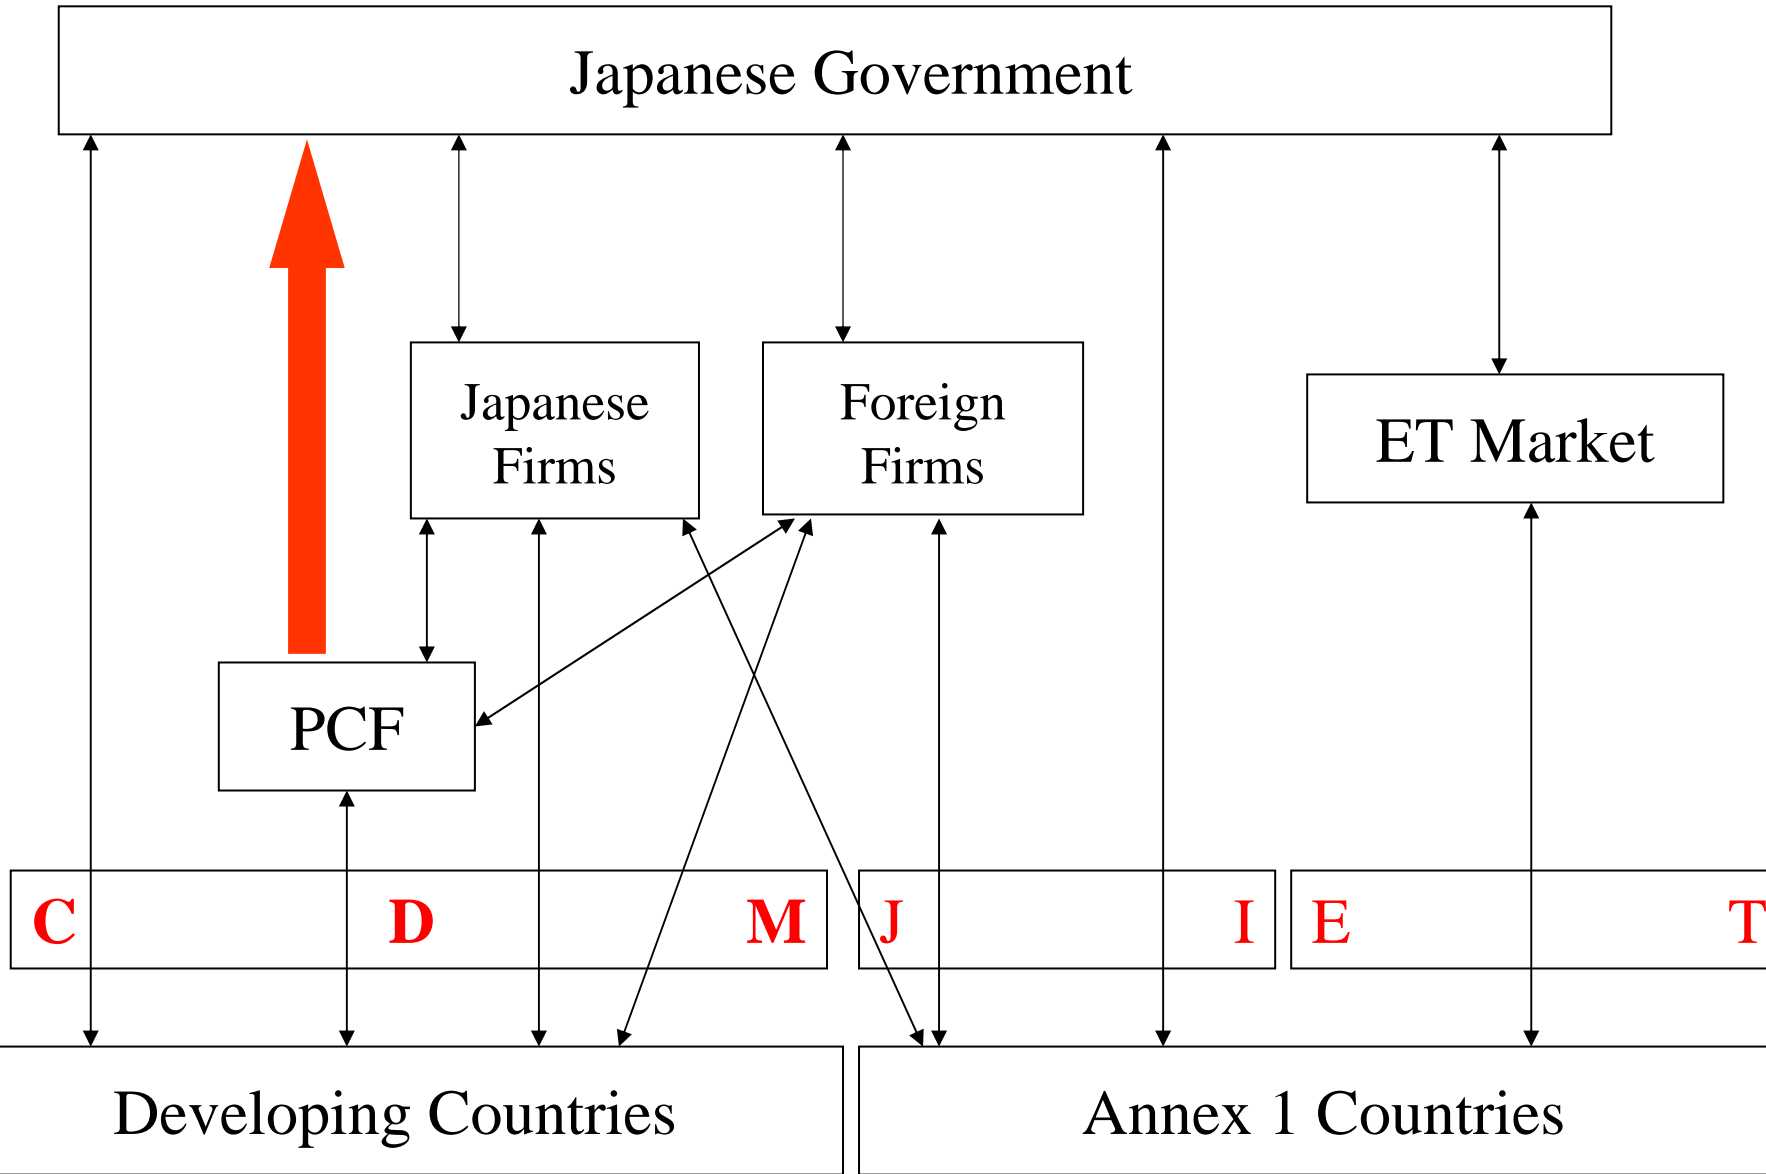 Japanese Government
Japanese
Firms
Foreign
Firms
ET Market
PCF
C D M
J I
E T
Developing Countries
Annex 1 Countries